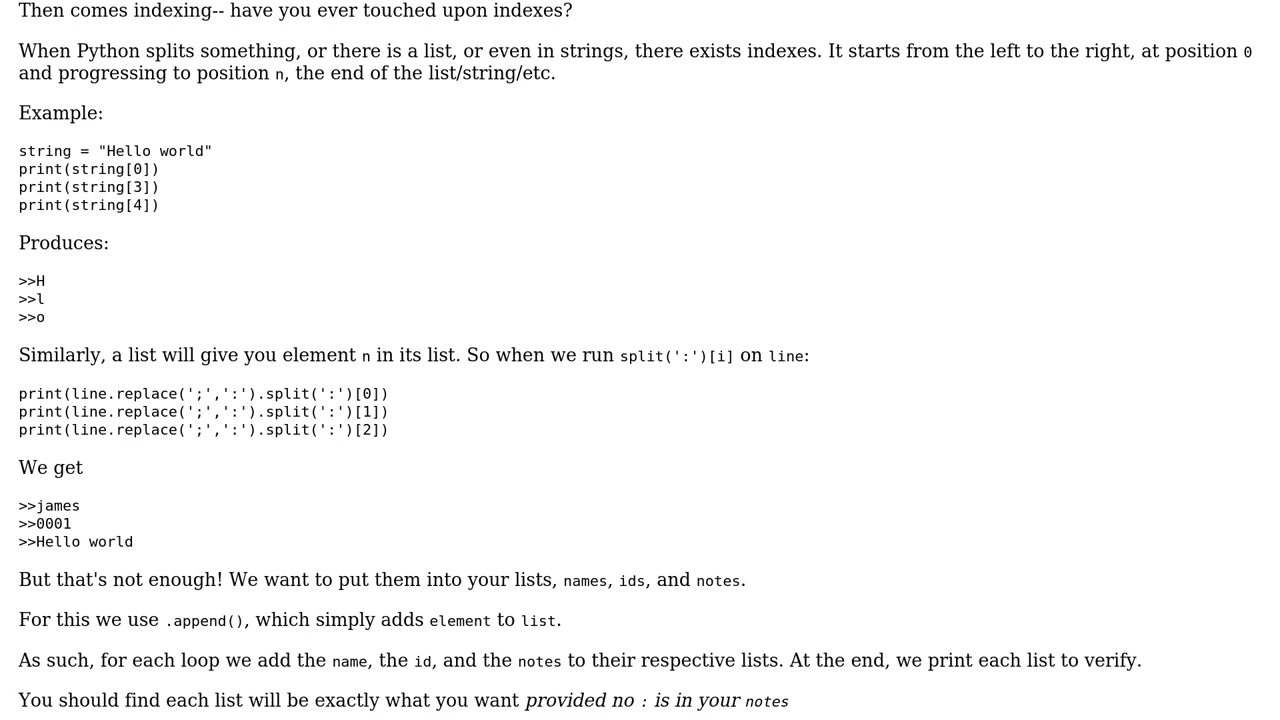 Then comes indexing-- have you ever touched upon indexes?
When Python splits something, or there is a list, or even in strings, there exists indexes. It starts from the left to the right, at position 0
and progressing to position n, the end of the list/string/etc.
Example:
string = "Hello world"
print(string[0])
print(string[3])
print(string[4])
Produces:
>>H
>>l
>>o
Similarly, a list will give you element n in its list. So when we run split(':')[i] on line:
print(line.replace(';',':').split(':')[0])
print(line.replace(';',':').split(':')[1])
print(line.replace(';',':').split(':')[2])
We get
>>james
>>0001
>>Hello world
But that's not enough! We want to put them into your lists, names, ids, and notes.
For this we use .append(), which simply adds element to list.
As such, for each loop we add the name, the id, and the notes to their respective lists. At the end, we print each list to verify.
You should find each list will be exactly what you want provided no : is in your notes